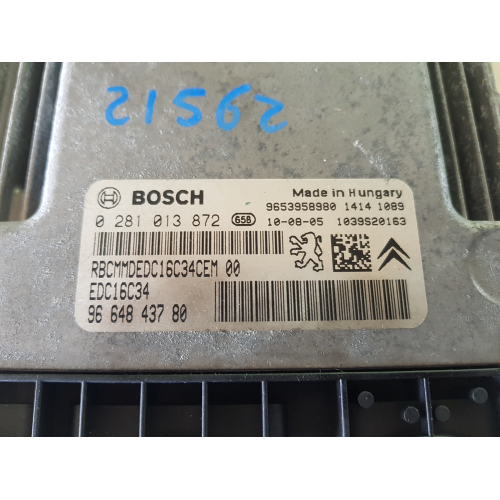 21562
BOSCH
Made in Hungary
9653958980 1414 1089
0 281 013 872 658 10-08-05 1039S20163
RBCMMDEDC16C34CEM 00
EDC16C34
96 648 437 80